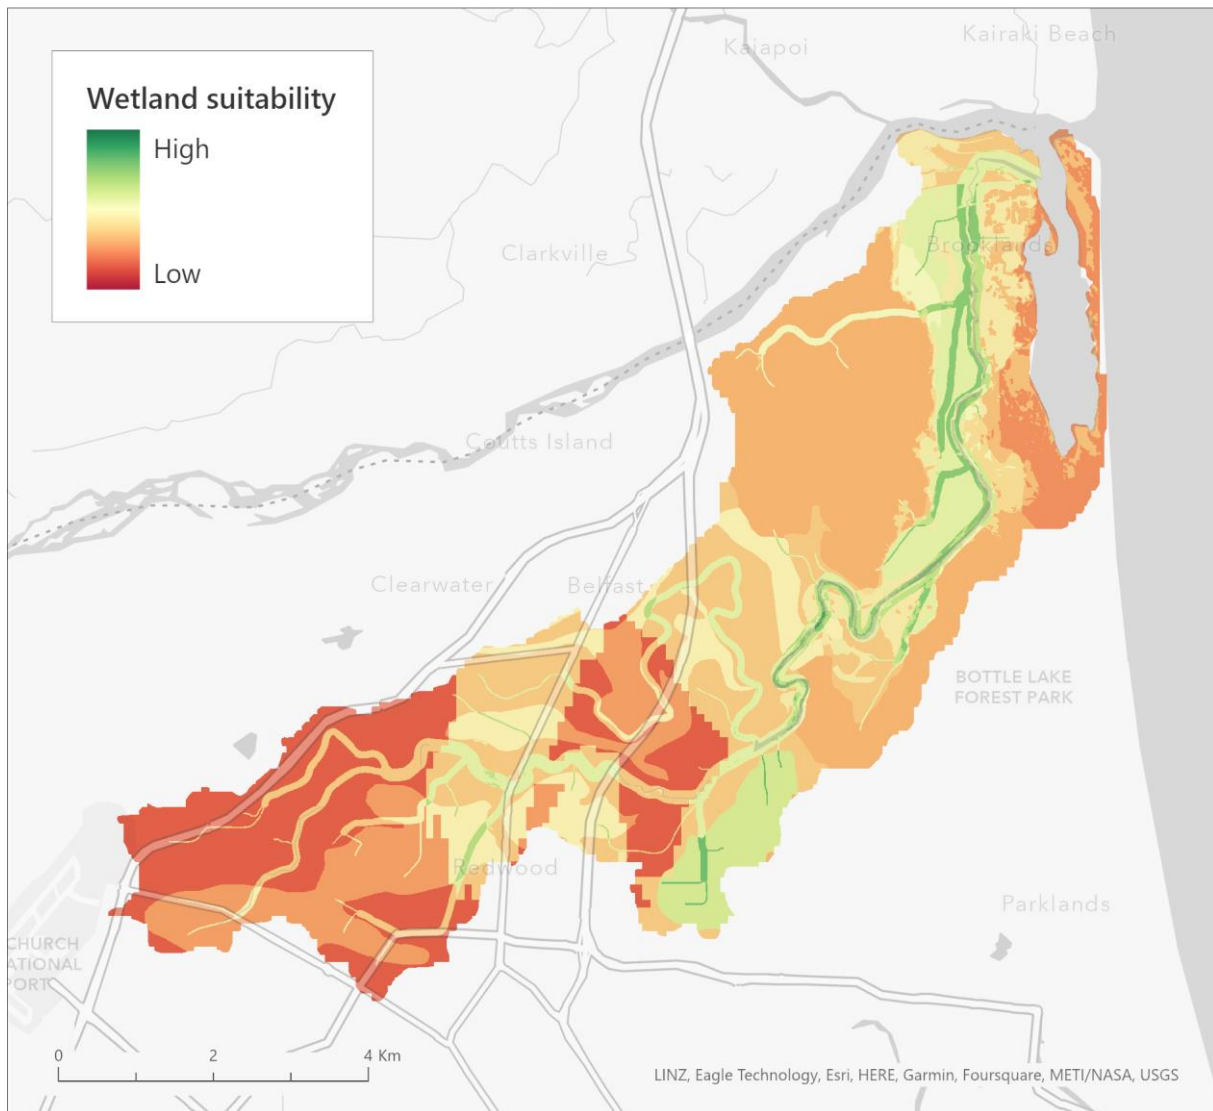 Kairaki Beach
Kaiapoi
Wetland suitability
High
Low
Brooklands
Clarkville
Coutts Island
Clearwater
Belfast
BOTTLE LAKE
FOREST PARK
Redwood
Parklands
CHURCH
ATIONAL
PORT
0 2 4 Km
LINZ, Eagle Technology, Esri, HERE, Garmin, Foursquare, METI/NASA, USGS